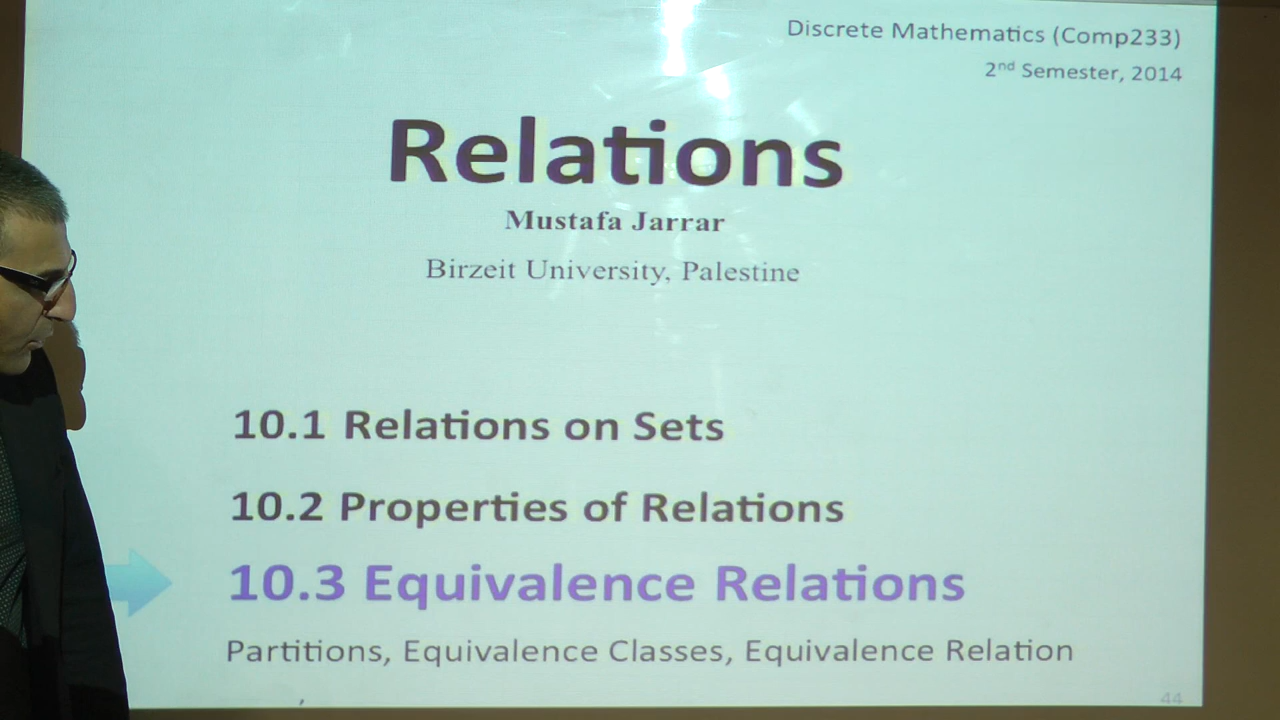 Discrete Mathematics (Comp233)
2nd Semester, 2014
Relations
Mustafa Jarrar
Birzeit University, Palestine
10.1 Relations on Sets
10.2 Properties of Relations
10.3 Equivalence Relations
Partitions, Equivalence Classes, Equivalence Relation
44